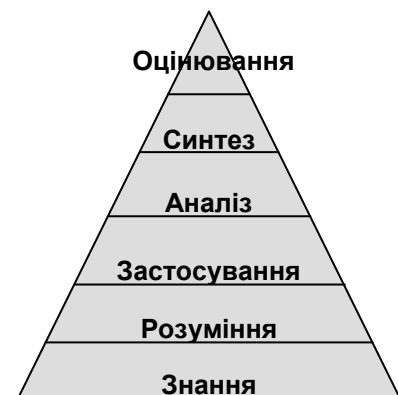 Оцінювання
Синтез
Аналіз
Застосування
Розуміння
Знання